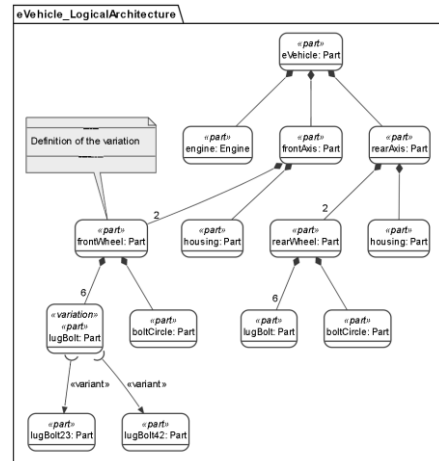 eVehicle_LogicalArchitecture
«part»
eVehicle: Part
«part»
engine: Engine
«part»
frontAxis: Part
«part»
rearAxis: Part
Definition of the variation
2
2
«part»
frontWheel: Part
«part»
housing: Part
«part»
rearWheel: Part
«part»
housing: Part
6
6
«variation»
«part»
lugBolt: Part
«part»
boltCircle: Part
«part»
lugBolt: Part
«part»
boltCircle: Part
«variant»
«variant»
«part»
lugBolt23: Part
«part»
lugBolt42: Part